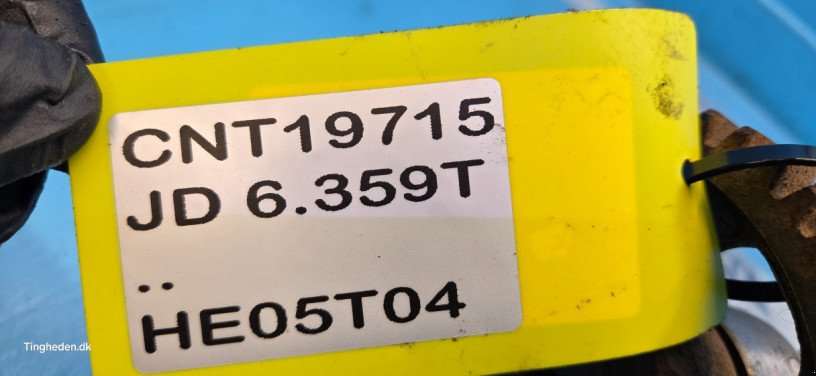 CNT19715
JD 6.359T
..
HE05T04
Tingheden.dk